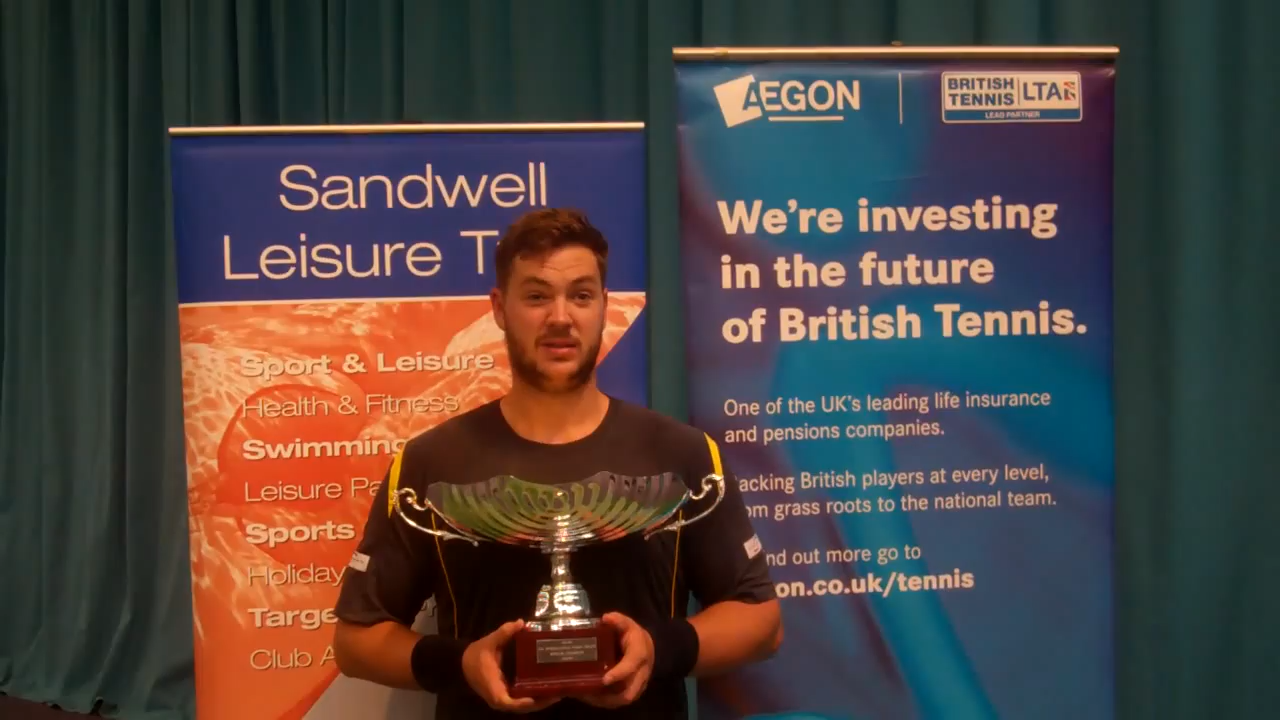 Sandwell
Leisure T
Sport & Leisure
Health & Fitness
Swimming
Leisure Pa
Sports
Holiday
Targe
Club A
AEGON
BRITISH
TENNIS
LTA
LEAD PARTNER
We're investing
in the future
of British Tennis.
One of the UK's leading life insurance
and pensions companies.
acking British players at every level,
om grass roots to the national team.
nd out more go to
on.co.uk/tennis